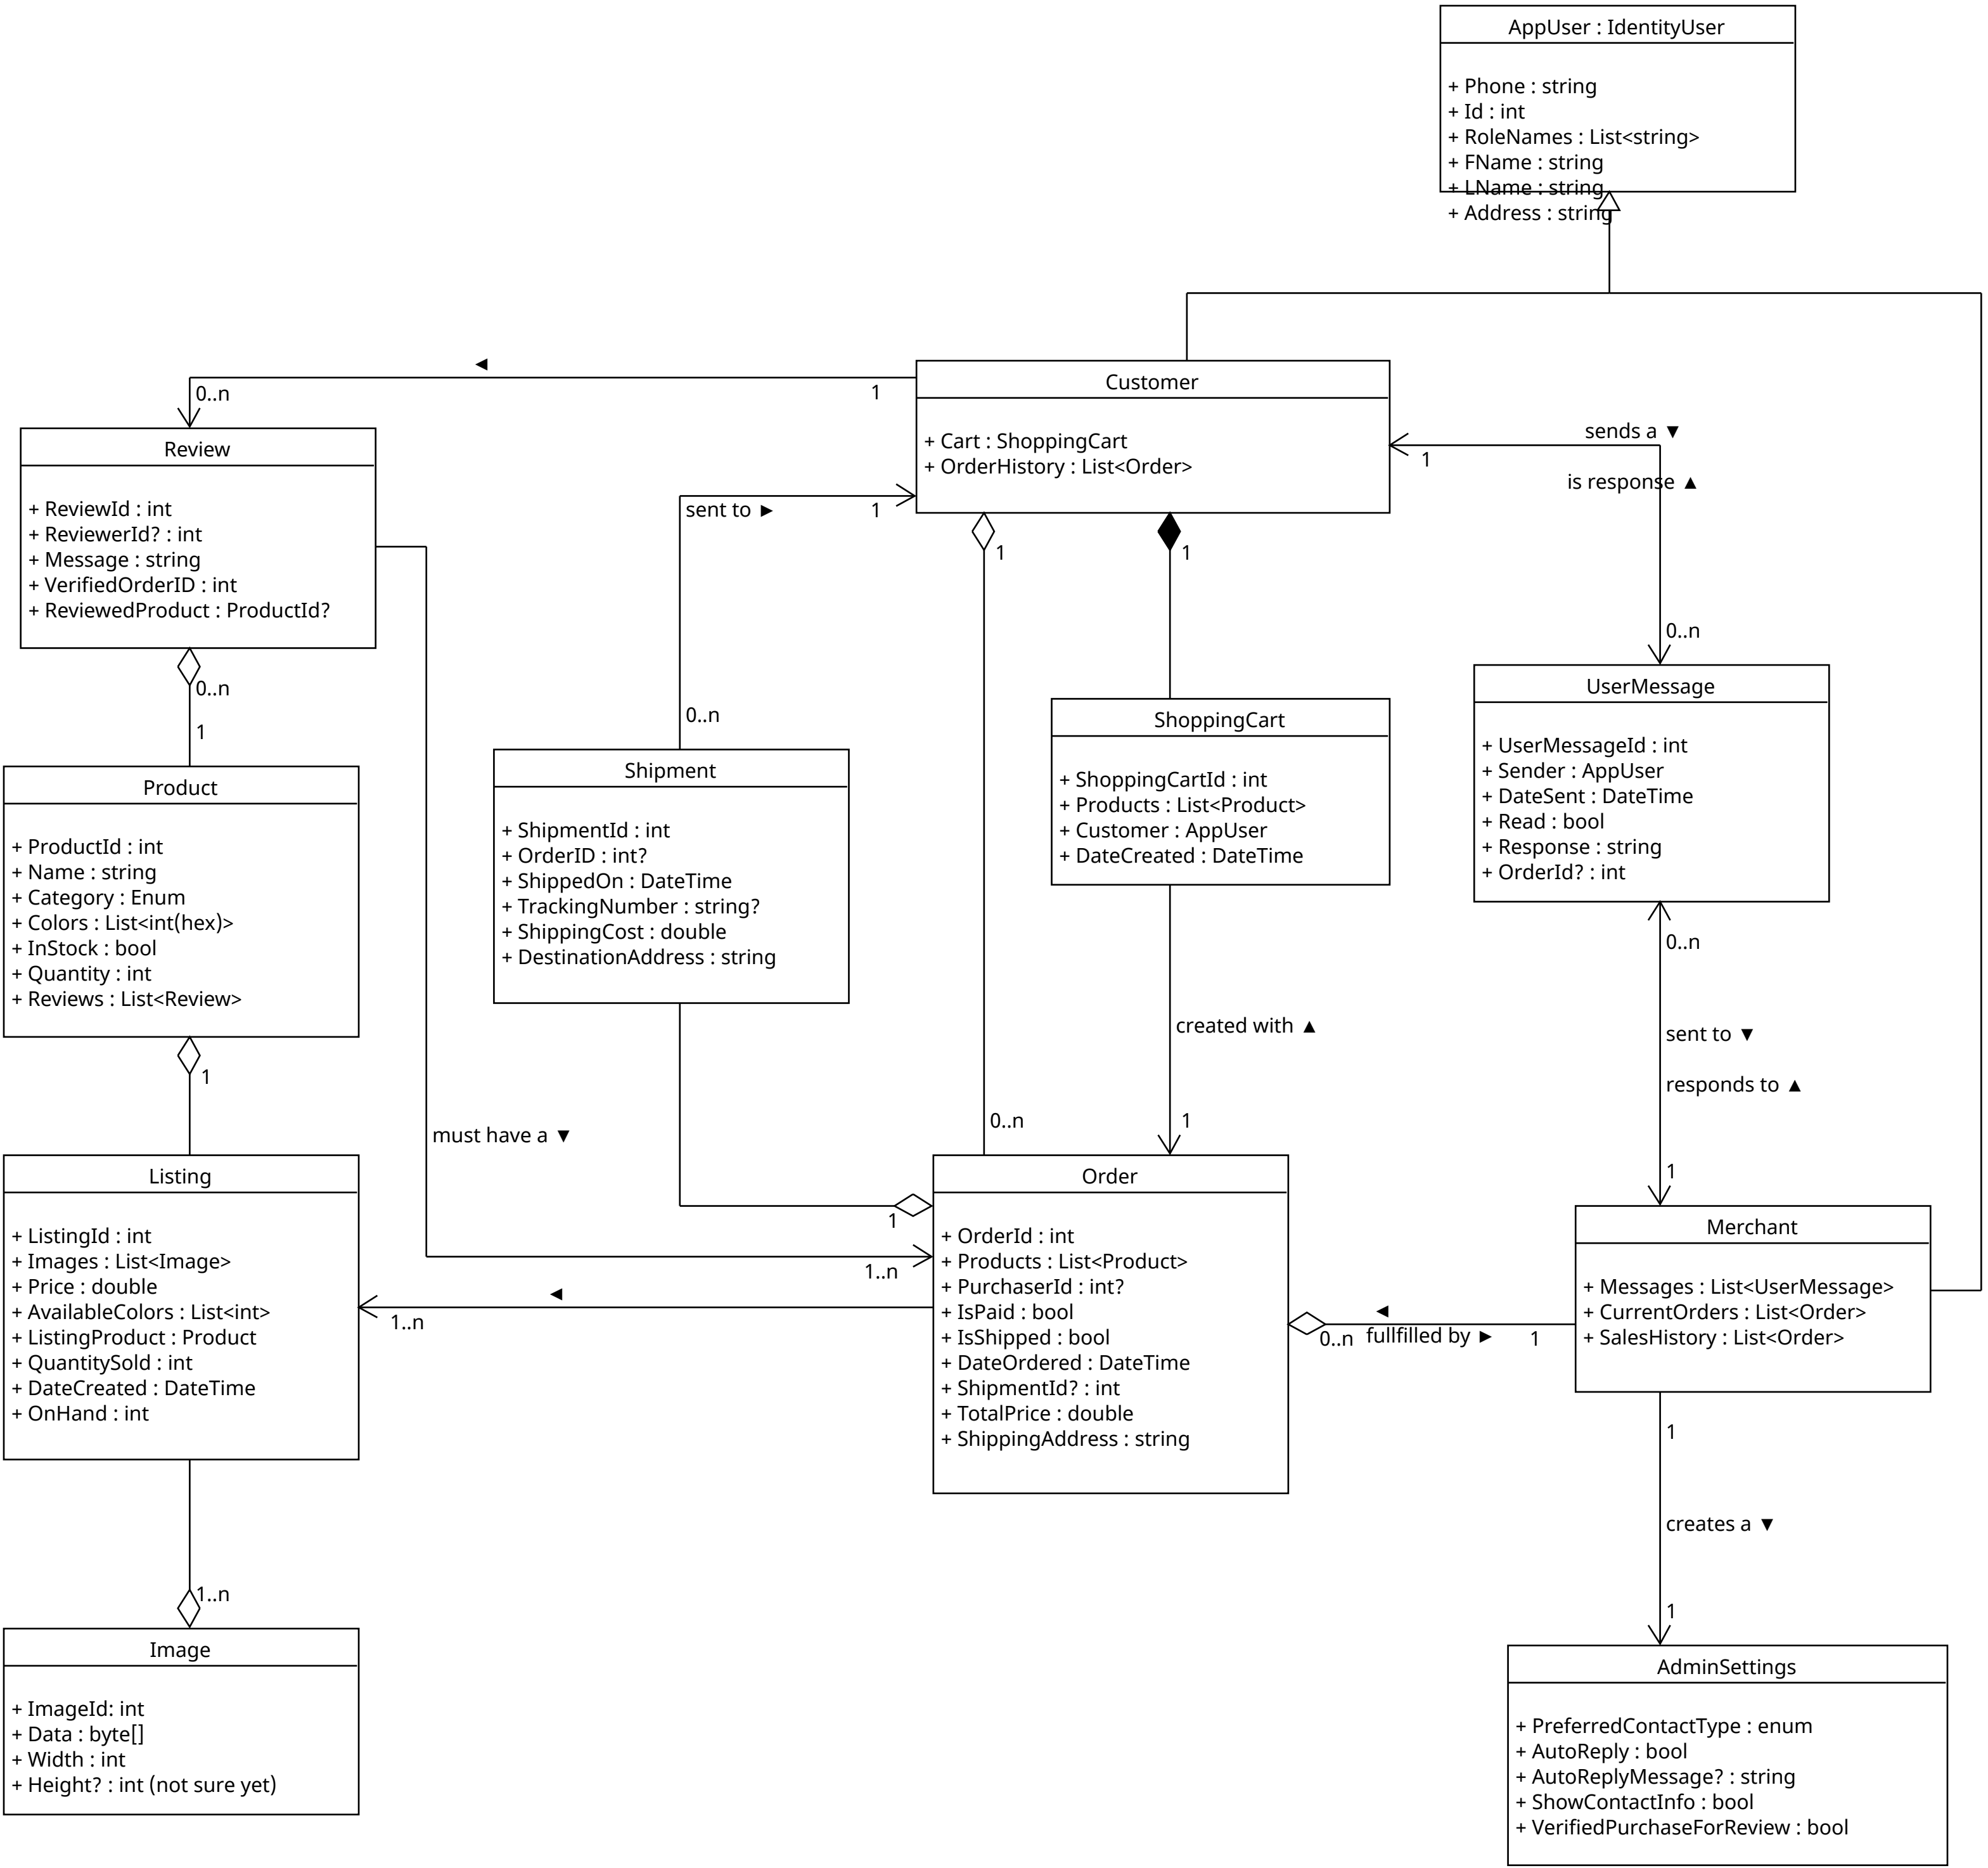 AppUser : IdentityUser
+ Phone : string
+ Id : int
+ RoleNames : List<string>
+ FName : string
+ LName : string
+ Address : string
◄
0..n
1
Customer
+ Cart : ShoppingCart
+ OrderHistory : List<Order>
1
1
sends a ▼
1
is response ▲
0..n
Review
+ ReviewId : int
+ ReviewerId? : int
+ Message : string
+ VerifiedOrderID : int
+ ReviewedProduct : ProductId?
sent to ►
1
0..n
0..n
1
Product
+ ProductId : int
+ Name : string
+ Category : Enum
+ Colors : List<int(hex)>
+ InStock : bool
+ Quantity : int
+ Reviews : List<Review>
1
Shipment
+ ShipmentId : int
+ OrderID : int?
+ ShippedOn : DateTime
+ TrackingNumber : string?
+ ShippingCost : double
+ DestinationAddress : string
ShoppingCart
+ ShoppingCartId : int
+ Products : List<Product>
+ Customer : AppUser
+ DateCreated : DateTime
UserMessage
+ UserMessageId : int
+ Sender : AppUser
+ DateSent : DateTime
+ Read : bool
+ Response : string
+ OrderId? : int
0..n
created with ▲
sent to ▼
responds to ▲
must have a ▼
0..n
1
1
Listing
+ ListingId : int
+ Images : List<Image>
+ Price : double
+ AvailableColors : List<int>
+ ListingProduct : Product
+ QuantitySold : int
+ DateCreated : DateTime
+ OnHand : int
1
1..n
◄
1..n
Order
+ OrderId : int
+ Products : List<Product>
+ PurchaserId : int?
+ IsPaid : bool
+ IsShipped : bool
+ DateOrdered : DateTime
+ ShipmentId? : int
+ TotalPrice : double
+ ShippingAddress : string
◄
0..n
fullfilled by ►
1
Merchant
+ Messages : List<UserMessage>
+ CurrentOrders : List<Order>
+ SalesHistory : List<Order>
1
creates a ▼
1
1..n
Image
+ ImageId: int
+ Data : byte[]
+ Width : int
+ Height? : int (not sure yet)
AdminSettings
+ PreferredContactType : enum
+ AutoReply : bool
+ AutoReplyMessage? : string
+ ShowContactInfo : bool
+ VerifiedPurchaseForReview : bool